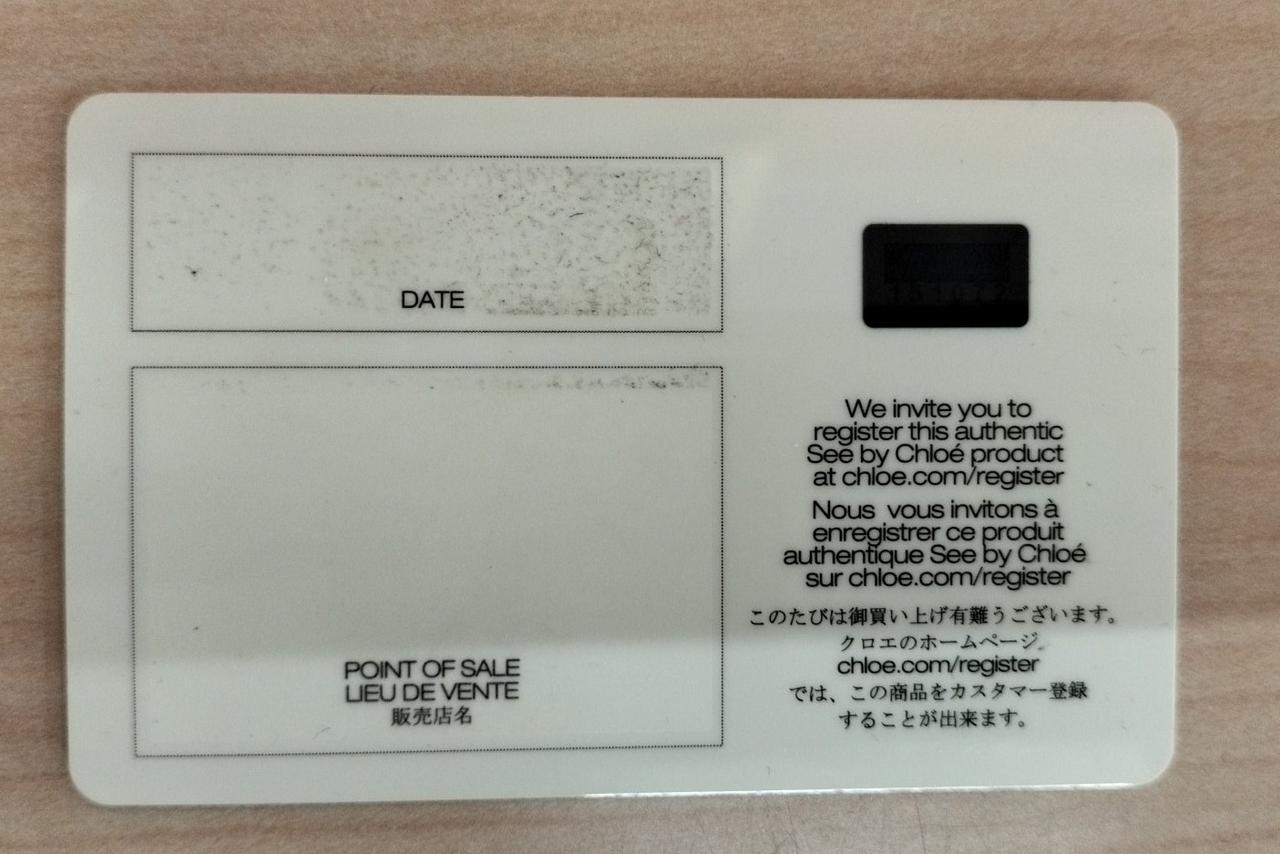 DATE
POINT OF SALE
LIEU DE VENTE
販売店名
We invite you to
register this authentic
See by Chloé product
at chloe.com/register
Nous vous invitons à
enregistrer ce produit
authentique See by Chloé
sur chloe.com/register
このたびは御買い上げ有難うございます。
クロエのホームページ
chloe.com/register
では、この商品をカスタマー登録
することが出来ます。